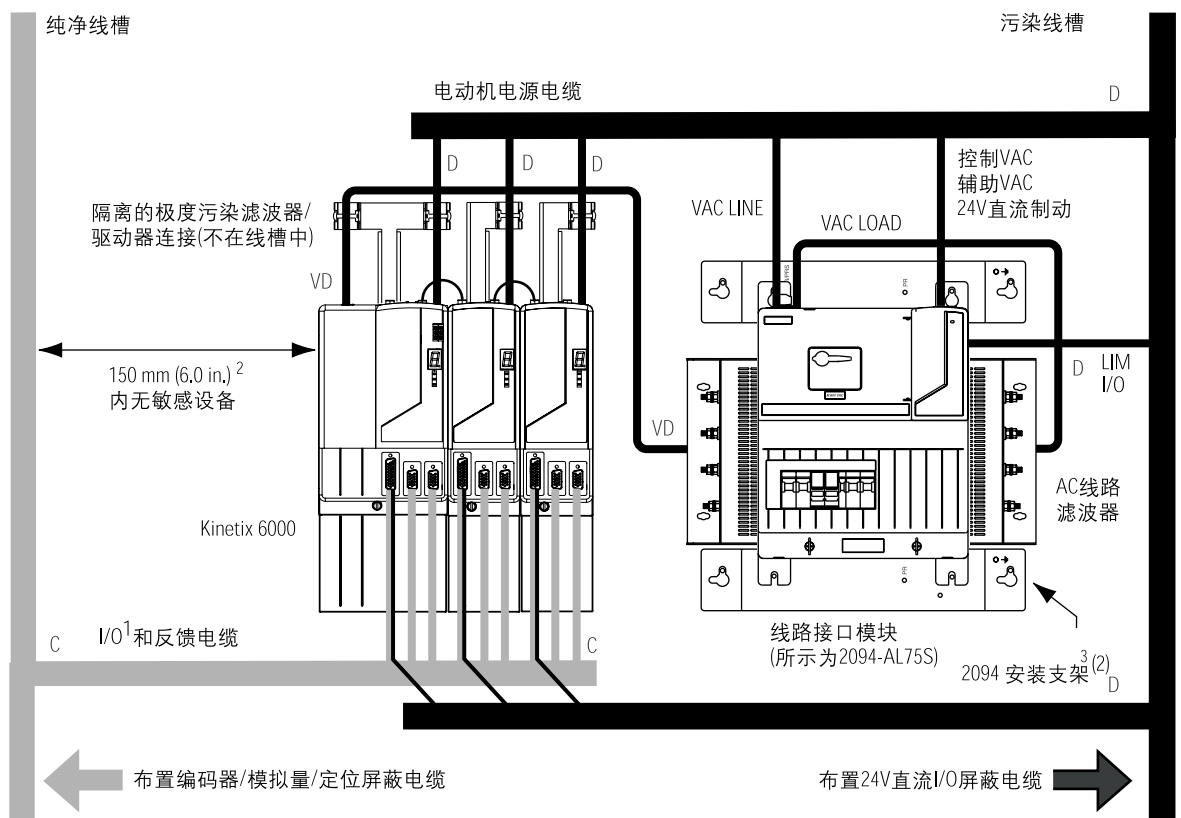 纯净线槽
污染线槽
电动机电源电缆
D
D
D
D
控制VAC
辅助VAC
24V直流制动
VAC LINE
VAC LOAD
隔离的极度污染滤波器/
驱动器连接(不在线槽中)
VD
PR
150 mm (6.0 in.) 2
内无敏感设备
D
LIM
I/O
VD
AC线路
滤波器
Kinetix 6000
PR
C
I/O1和反馈电缆
C
线路接口模块
(所示为2094-AL75S)
2094 安装支架3 (2)
D
布置编码器/模拟量/定位屏蔽电缆
布置24V直流I/O屏蔽电缆